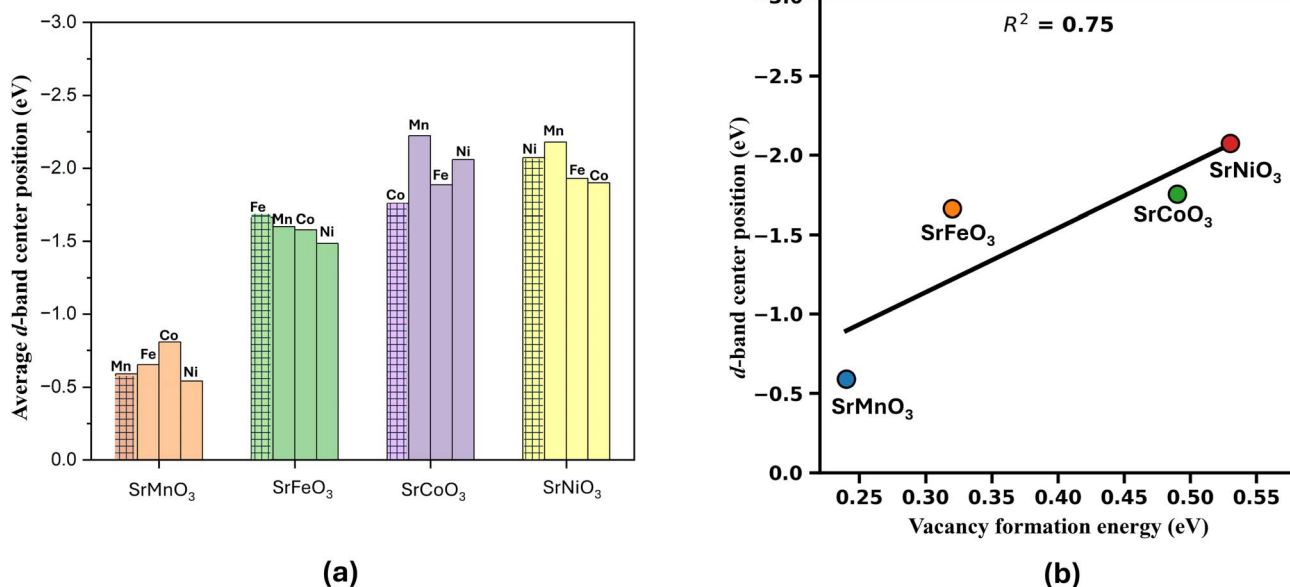 Average d-band center position (eV)
−3.0
−2.5
−2.0
−1.5
−1.0
−0.5
0.0
Mn Fe Co Ni
Fe Mn Co Ni
Co Mn Fe Ni
Ni Mn Fe Co
SrMnO₃ SrFeO₃ SrCoO₃ SrNiO₃
(a)
d-band center position (eV)
−2.5
−2.0
−1.5
−1.0
−0.5
0.0
R² = 0.75
SrNiO₃
SrCoO₃
SrFeO₃
SrMnO₃
0.25 0.30 0.35 0.40 0.45 0.50 0.55
Vacancy formation energy (eV)
(b)